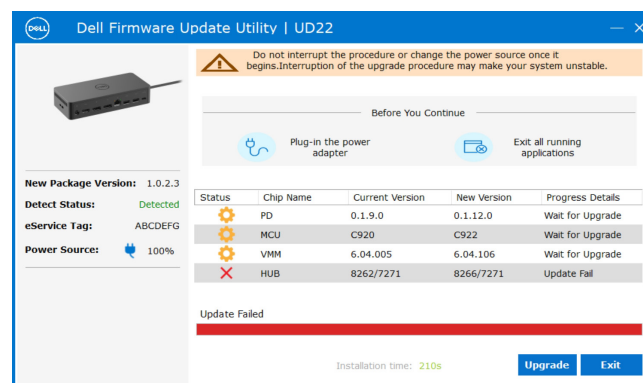 DELL
Dell Firmware Update Utility | UD22
Do not interrupt the procedure or change the power source once it
begins.Interruption of the upgrade procedure may make your system unstable.
Before You Continue
Plug-in the power
adapter
Exit all running
applications
New Package Version: 1.0.2.3
Detect Status: Detected
eService Tag: ABCDEFG
Power Source: 100%
Status Chip Name Current Version New Version Progress Details
PD 0.1.9.0 0.1.12.0 Wait for Upgrade
MCU C920 C922 Wait for Upgrade
VMM 6.04.005 6.04.106 Wait for Upgrade
HUB 8262/7271 8266/7271 Update Fail
Update Failed
Installation time: 210s
Upgrade Exit